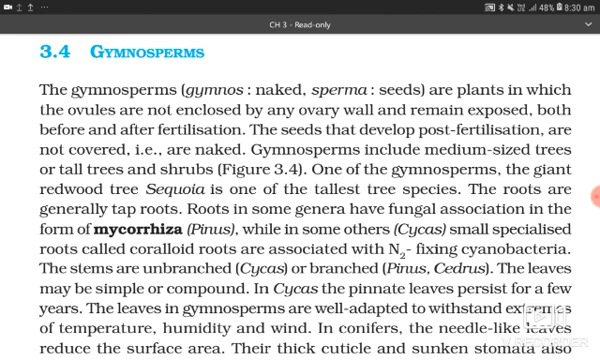 48% 8:30 am
CH 3 - Read-only
3.4 GYMNOSPERMS
The gymnosperms (gymnos : naked, sperma : seeds) are plants in which
the ovules are not enclosed by any ovary wall and remain exposed, both
before and after fertilisation. The seeds that develop post-fertilisation, are
not covered, i.e., are naked. Gymnosperms include medium-sized trees
or tall trees and shrubs (Figure 3.4). One of the gymnosperms, the giant
redwood tree Sequoia is one of the tallest tree species. The roots are
generally tap roots. Roots in some genera have fungal association in the
form of mycorrhiza (Pinus), while in some others (Cycas) small specialised
roots called coralloid roots are associated with N₂- fixing cyanobacteria.
The stems are unbranched (Cycas) or branched (Pinus, Cedrus). The leaves
may be simple or compound. In Cycas the pinnate leaves persist for a few
years. The leaves in gymnosperms are well-adapted to withstand extremes
of temperature, humidity and wind. In conifers, the needle-like leaves
reduce the surface area. Their thick cuticle and sunken stomata also
V RECORDER